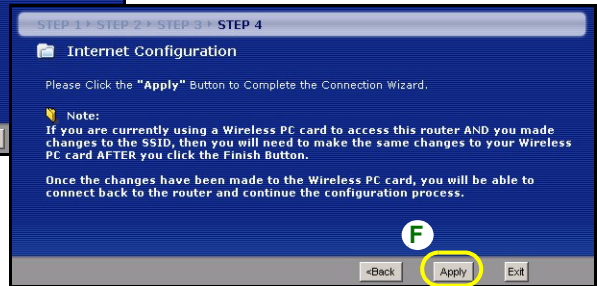 STEP 1 ▸ STEP 2 ▸ STEP 3 ▸ STEP 4
Internet Configuration
Please Click the "Apply" Button to Complete the Connection Wizard.
Note:
If you are currently using a Wireless PC card to access this router AND you made
changes to the SSID, then you will need to make the same changes to your Wireless
PC card AFTER you click the Finish Button.
Once the changes have been made to the Wireless PC card, you will be able to
connect back to the router and continue the configuration process.
F
<Back Apply Exit